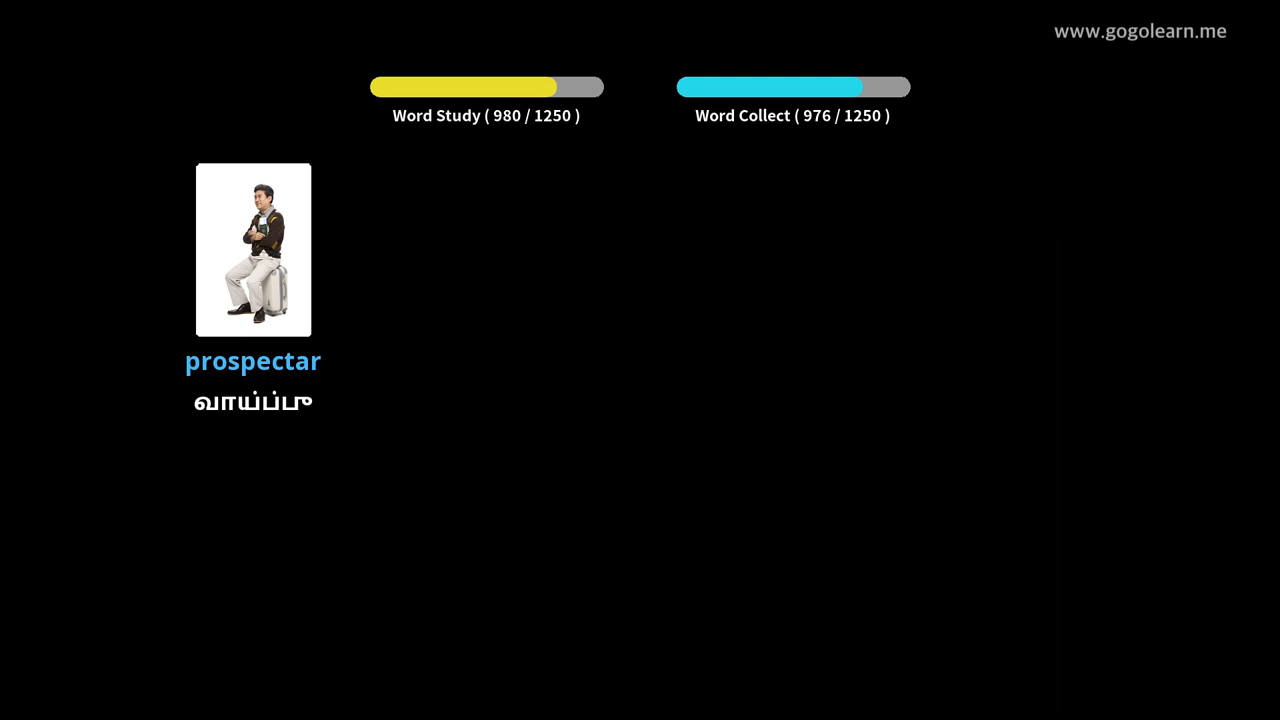 www.gogolearn.me
Word Study ( 980 / 1250 )
Word Collect ( 976 / 1250 )
prospectar
வாய்ப்பு